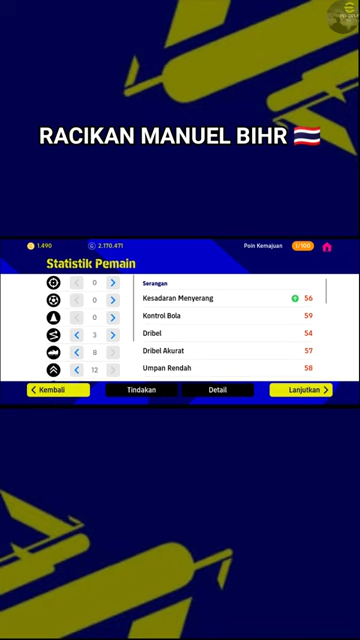 RACIKAN MANUEL BIHR 🇹🇭
1.490
2.170.471
Poin Kemajuan
1/100
Statistik Pemain
0
0
0
3
8
12
Serangan
Kesadaran Menyerang 56
Kontrol Bola 59
Dribel 54
Dribel Akurat 57
Umpan Rendah 58
Kembali
Tindakan
Detail
Lanjutkan